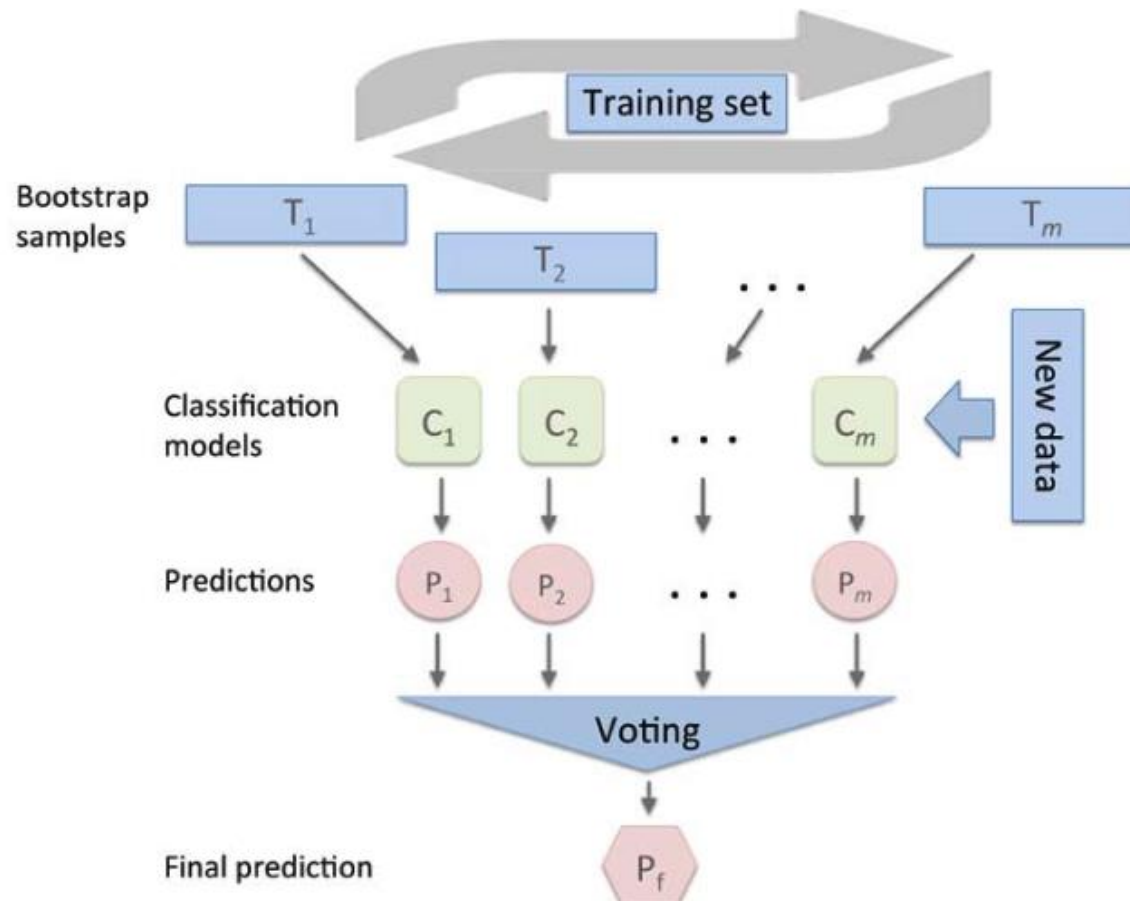 Training set
Bootstrap
samples
T₁
T₂
. . .
Tₘ
New data
Classification
models
C₁
C₂
. . .
Cₘ
Predictions
P₁
P₂
. . .
Pₘ
Voting
Final prediction
P_f